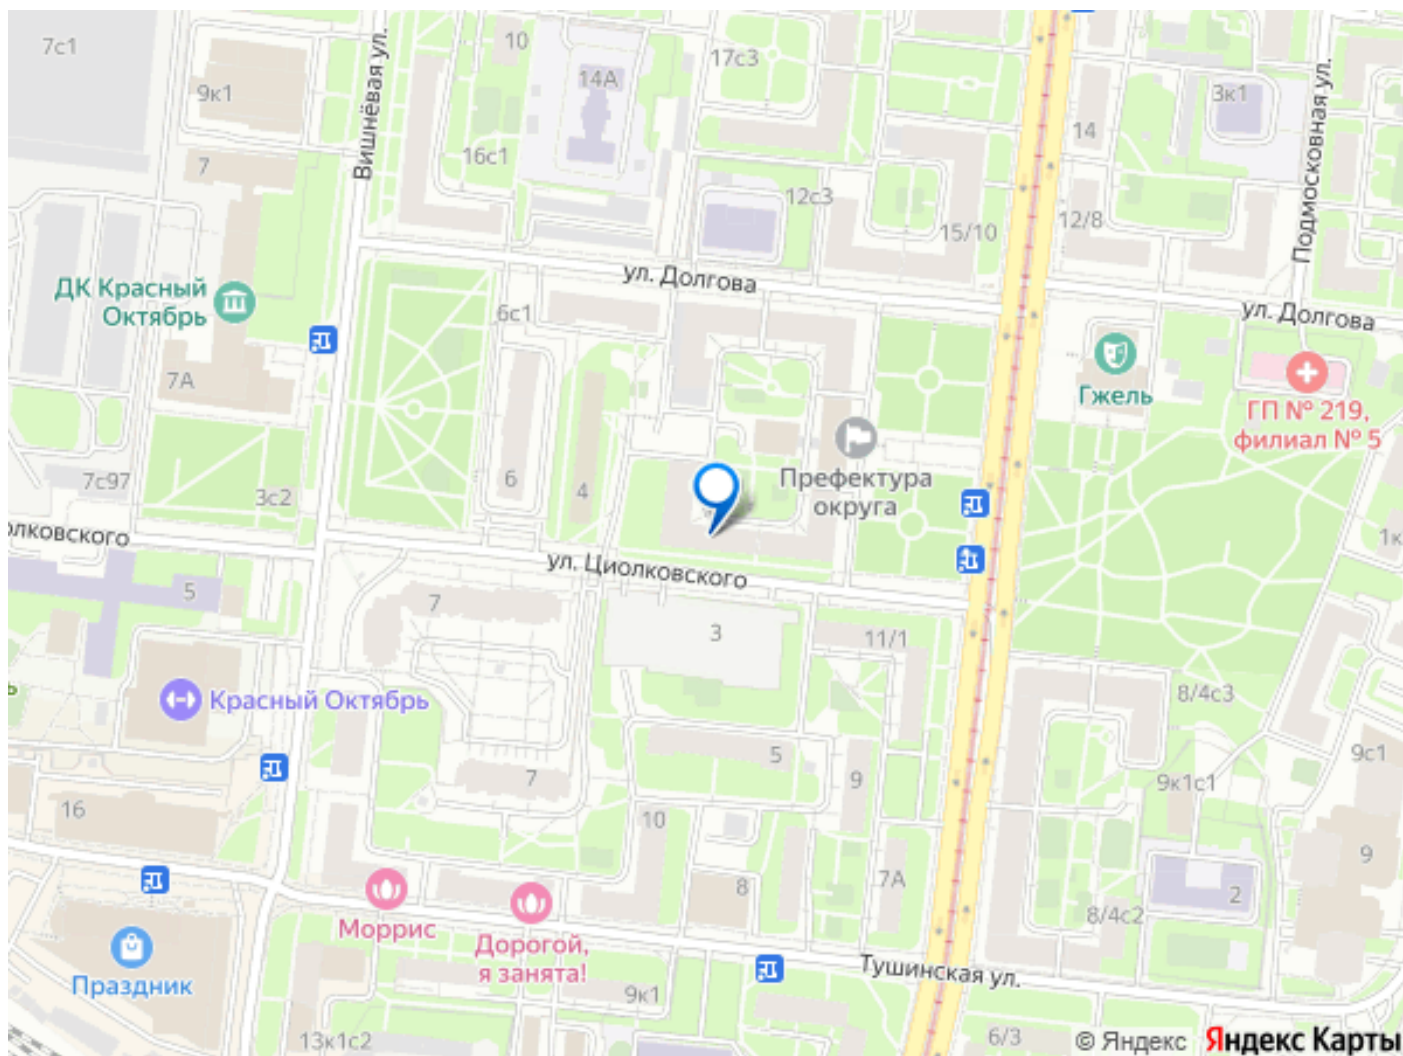 7с1
10
17с3
14А
9к1
3к1
Вишнёвая ул.
Подмосковная ул.
14
16с1
7
12с3
12/8
15/10
ул. Долгова
ДК Красный
Октябрь
6с1
ул. Долгова
7А
Гжель
ГП № 219,
филиал № 5
7с97
3с2
6
4
Префектура
округа
олковского
1к
ул. Циолковского
5
7
3
11/1
ь
Красный Октябрь
8/4с3
5
9
9с1
7
9к1с1
16
10
9
7А
8
2
Моррис
8/4с2
Дорогой,
я занята!
Праздник
Тушинская ул.
9к1
13к1с2
6/3
© Яндекс Яндекс Карты